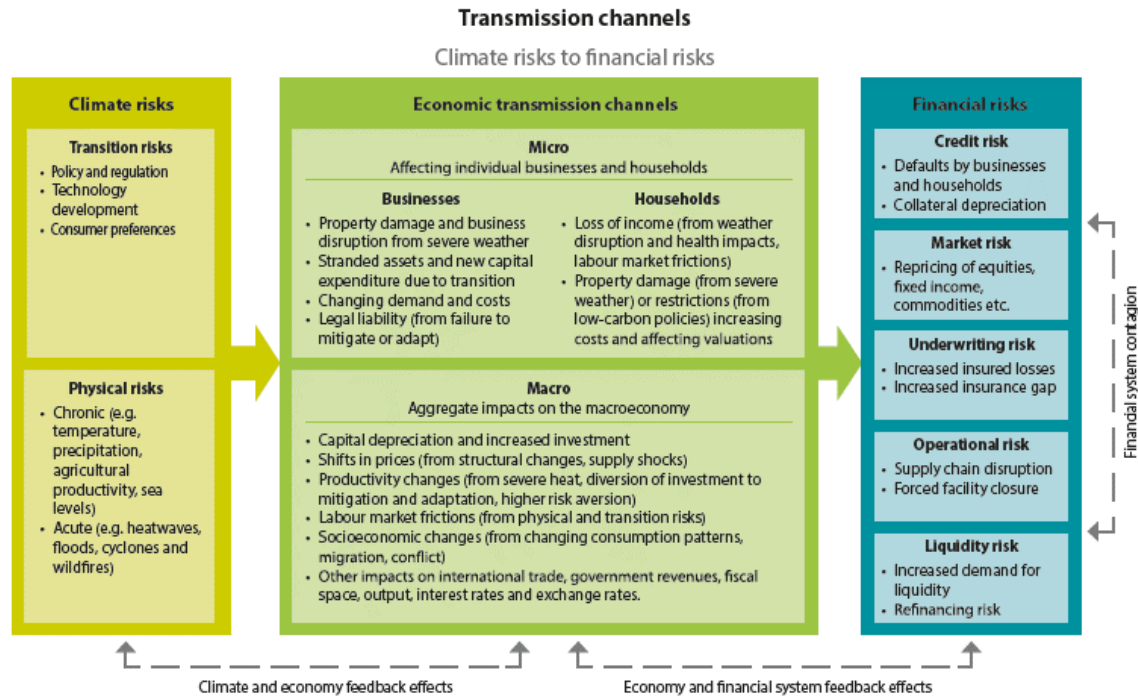 Transmission channels
Climate risks to financial risks
Climate risks
Transition risks
• Policy and regulation
• Technology
development
• Consumer preferences
Physical risks
• Chronic (e.g.
temperature,
precipitation,
agricultural
productivity, sea
levels)
• Acute (e.g. heatwaves,
floods, cyclones and
wildfires)
Economic transmission channels
Micro
Affecting individual businesses and households
Businesses
• Property damage and business
disruption from severe weather
• Stranded assets and new capital
expenditure due to transition
• Changing demand and costs
• Legal liability (from failure to
mitigate or adapt)
Households
• Loss of income (from weather
disruption and health impacts,
labour market frictions)
• Property damage (from severe
weather) or restrictions (from
low-carbon policies) increasing
costs and affecting valuations
Macro
Aggregate impacts on the macroeconomy
• Capital depreciation and increased investment
• Shifts in prices (from structural changes, supply shocks)
• Productivity changes (from severe heat, diversion of investment to
mitigation and adaptation, higher risk aversion)
• Labour market frictions (from physical and transition risks)
• Socioeconomic changes (from changing consumption patterns,
migration, conflict)
• Other impacts on international trade, government revenues, fiscal
space, output, interest rates and exchange rates.
Financial risks
Credit risk
• Defaults by businesses
and households
• Collateral depreciation
Market risk
• Repricing of equities,
fixed income,
commodities etc.
Underwriting risk
• Increased insured losses
• Increased insurance gap
Operational risk
• Supply chain disruption
• Forced facility closure
Liquidity risk
• Increased demand for
liquidity
• Refinancing risk
Financial system contagion
Climate and economy feedback effects
Economy and financial system feedback effects